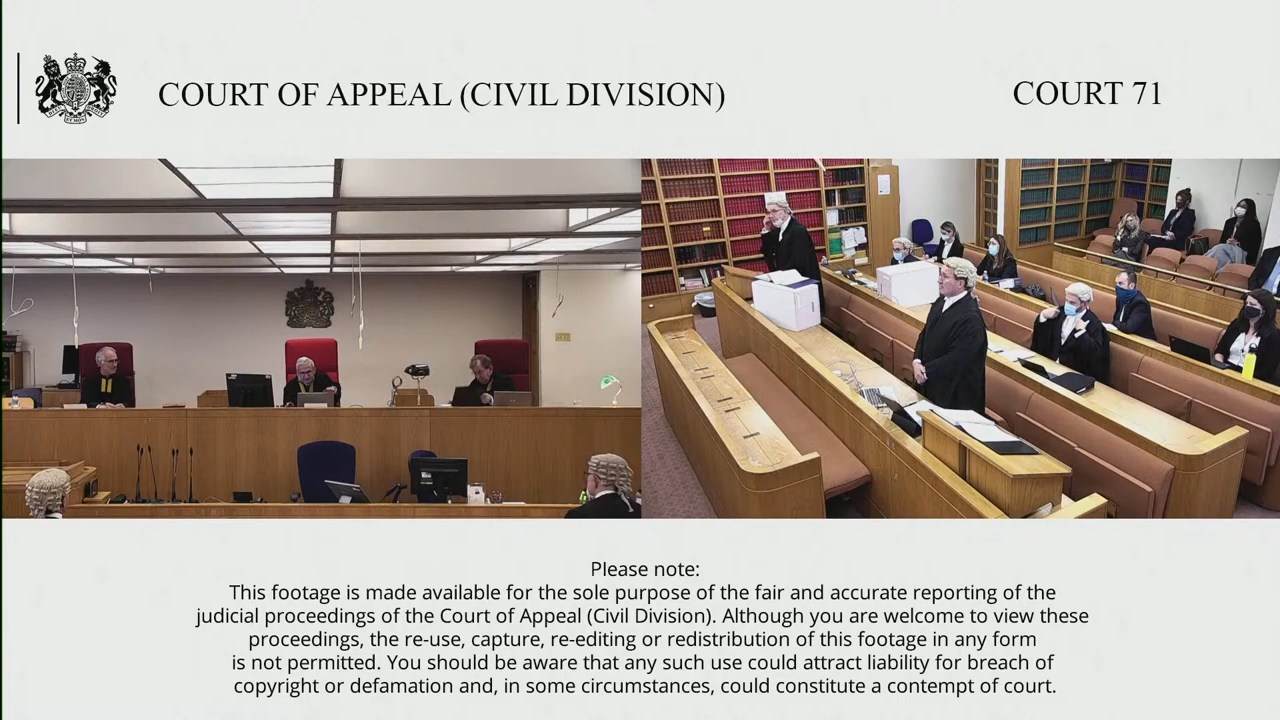 COURT OF APPEAL (CIVIL DIVISION)
COURT 71
Please note:
This footage is made available for the sole purpose of the fair and accurate reporting of the
judicial proceedings of the Court of Appeal (Civil Division). Although you are welcome to view these
proceedings, the re-use, capture, re-editing or redistribution of this footage in any form
is not permitted. You should be aware that any such use could attract liability for breach of
copyright or defamation and, in some circumstances, could constitute a contempt of court.